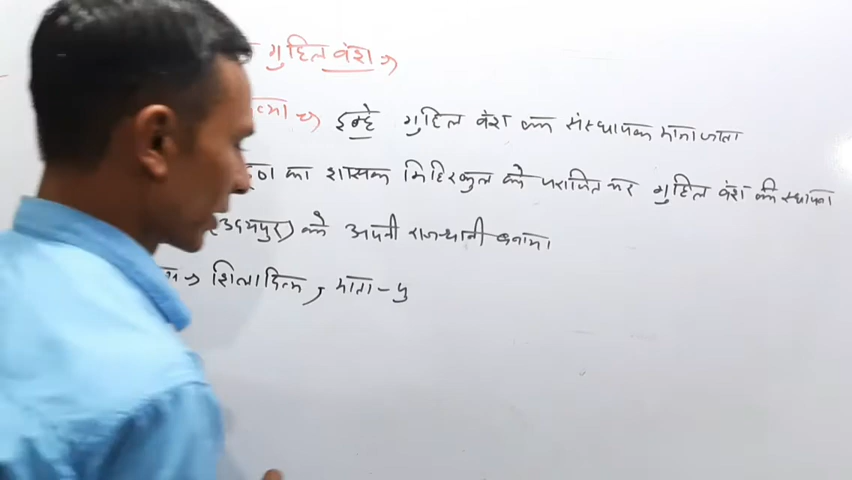 गुहिल वंश →
इन्हे गुहिल वंश का संस्थापक माना जाता
का शासक मिहिरकुल को पराजित कर गुहिल वंश की स्थापना
(उदयपुर) को अपनी राजधानी बनाया
→ शिलादित्य, माता - पु